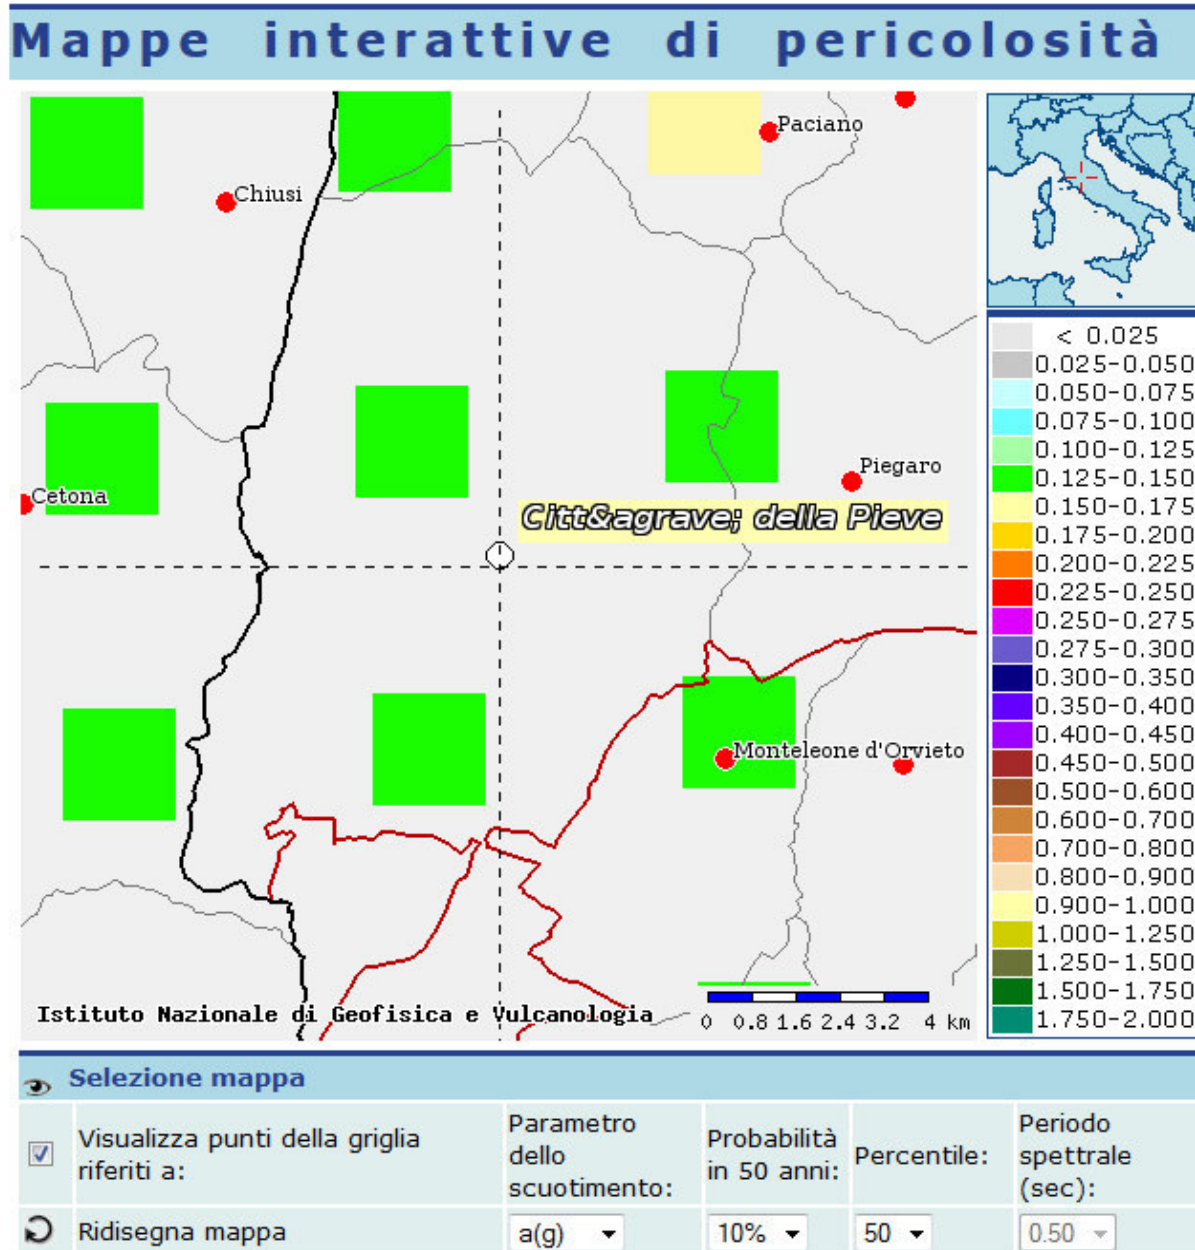 Mappe interattive di pericolosità
Paciano
Chiusi
Cetona
Piegaro
Citt&agrave; della Pieve
Monteleone d'Orvieto
Istituto Nazionale di Geofisica e Vulcanologia
0 0.8 1.6 2.4 3.2 4 km
< 0.025
0.025-0.050
0.050-0.075
0.075-0.100
0.100-0.125
0.125-0.150
0.150-0.175
0.175-0.200
0.200-0.225
0.225-0.250
0.250-0.275
0.275-0.300
0.300-0.350
0.350-0.400
0.400-0.450
0.450-0.500
0.500-0.600
0.600-0.700
0.700-0.800
0.800-0.900
0.900-1.000
1.000-1.250
1.250-1.500
1.500-1.750
1.750-2.000
Selezione mappa
Visualizza punti della griglia
riferiti a:
Parametro
dello
scuotimento:
Probabilità
in 50 anni:
Percentile:
Periodo
spettrale
(sec):
Ridisegna mappa
a(g)
10%
50
0.50